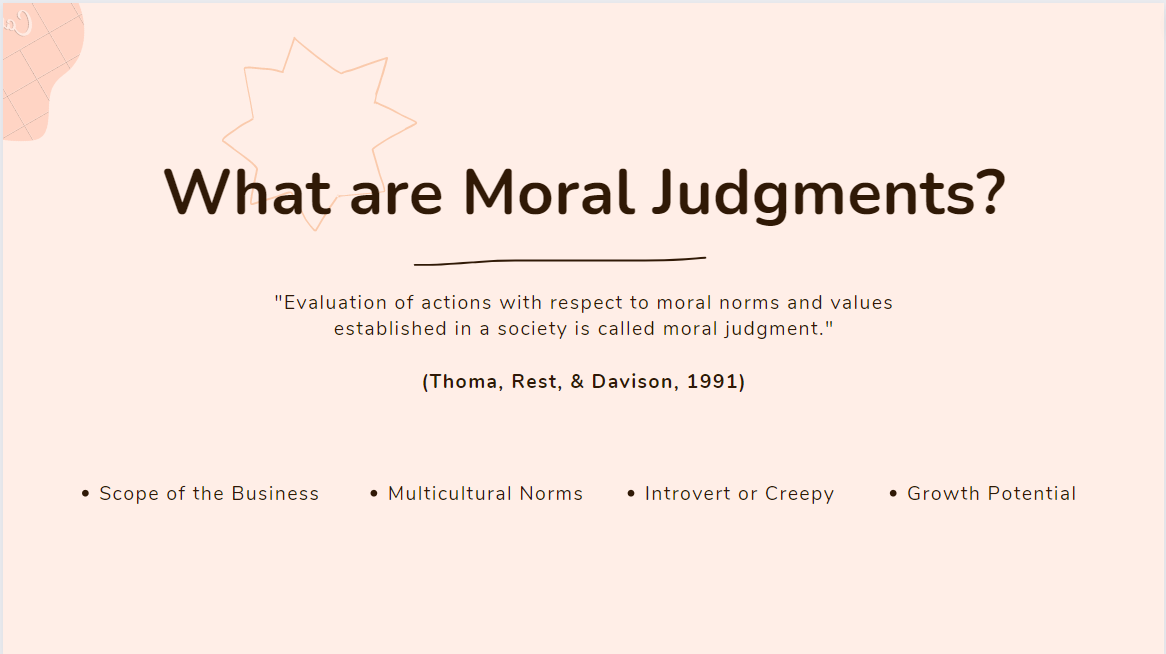 What are Moral Judgments?
"Evaluation of actions with respect to moral norms and values
established in a society is called moral judgment."
(Thoma, Rest, & Davison, 1991)
• Scope of the Business • Multicultural Norms • Introvert or Creepy • Growth Potential